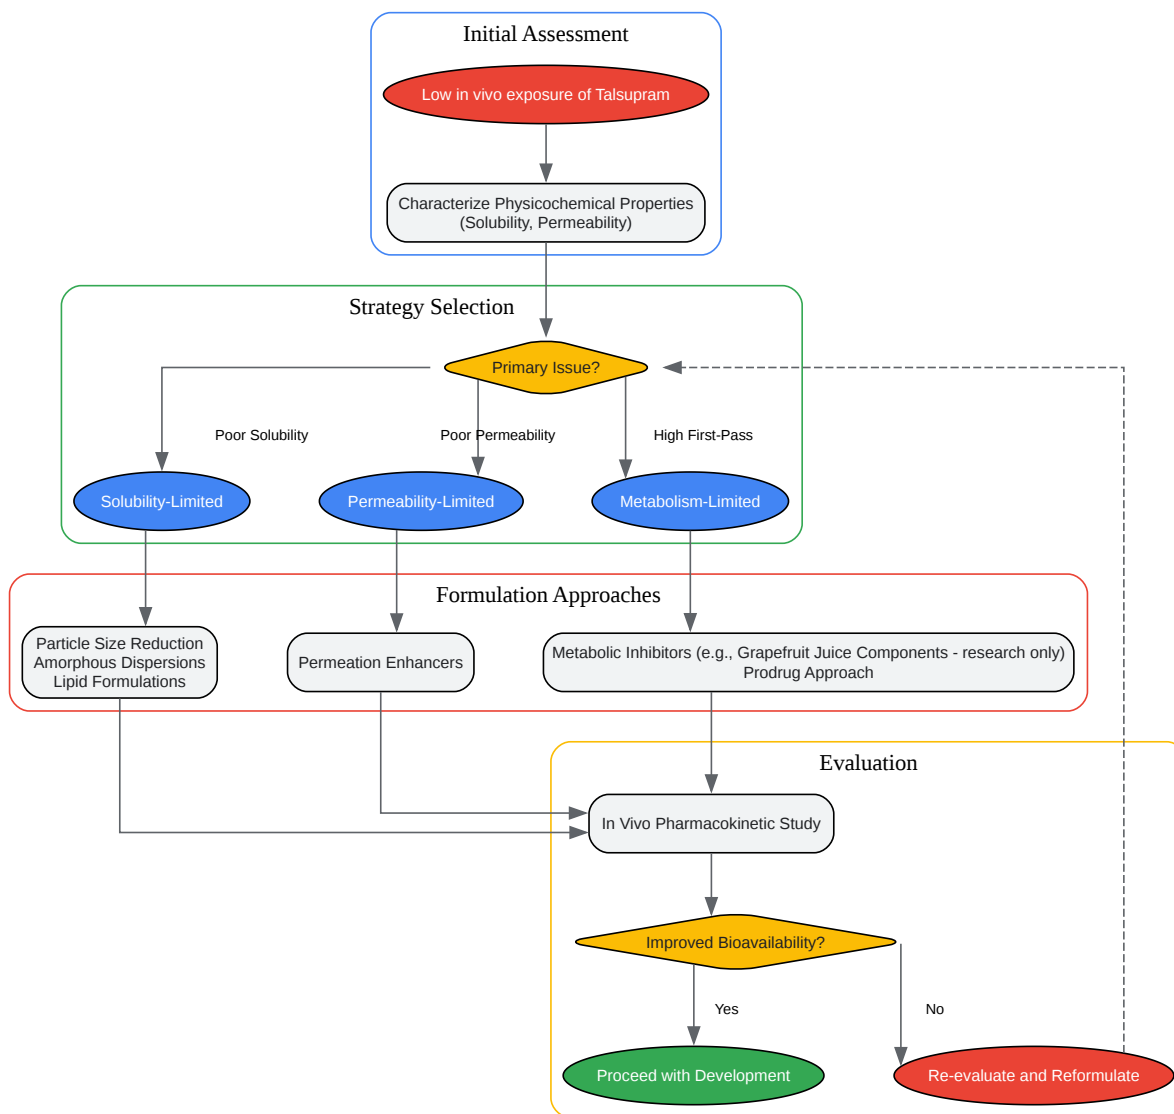 Initial Assessment
Low in vivo exposure of Talsupram
Characterize Physicochemical Properties
(Solubility, Permeability)
Strategy Selection
Primary Issue?
Poor Solubility
Poor Permeability
High First-Pass
Solubility-Limited
Permeability-Limited
Metabolism-Limited
Formulation Approaches
Particle Size Reduction
Amorphous Dispersions
Lipid Formulations
Permeation Enhancers
Metabolic Inhibitors (e.g., Grapefruit Juice Components - research only)
Prodrug Approach
Evaluation
In Vivo Pharmacokinetic Study
Improved Bioavailability?
Yes
No
Proceed with Development
Re-evaluate and Reformulate